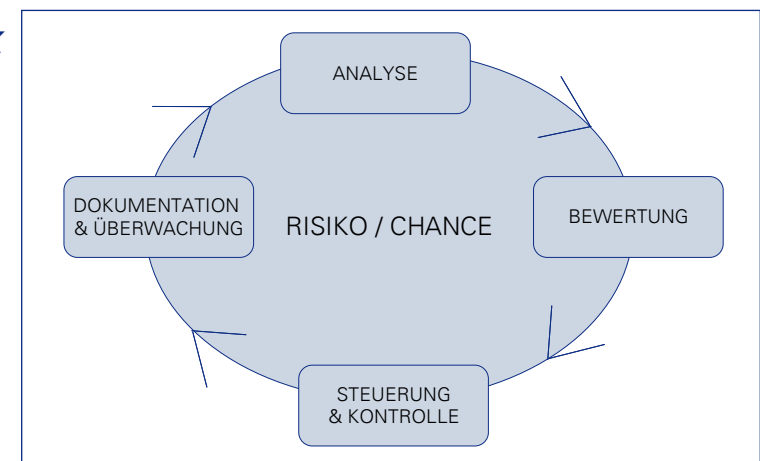 ANALYSE
DOKUMENTATION
& ÜBERWACHUNG
RISIKO / CHANCE
BEWERTUNG
STEUERUNG
& KONTROLLE